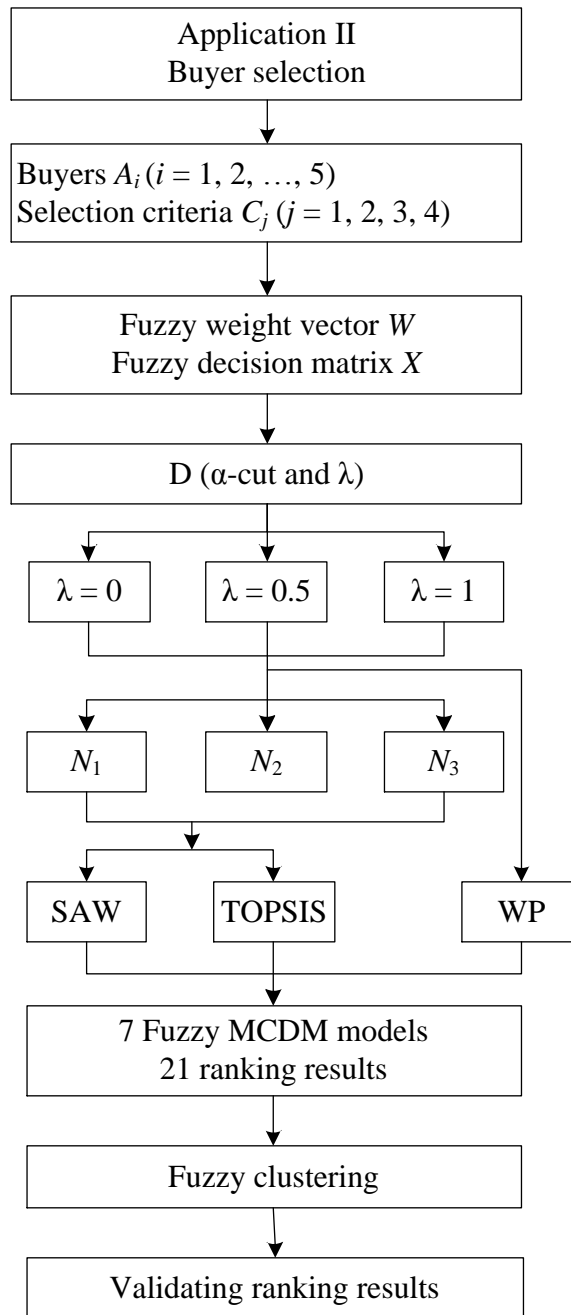 Application II
Buyer selection
Buyers Aᵢ (i = 1, 2, …, 5)
Selection criteria Cⱼ (j = 1, 2, 3, 4)
Fuzzy weight vector W
Fuzzy decision matrix X
D (α-cut and λ)
λ = 0
λ = 0.5
λ = 1
N₁
N₂
N₃
SAW
TOPSIS
WP
7 Fuzzy MCDM models
21 ranking results
Fuzzy clustering
Validating ranking results